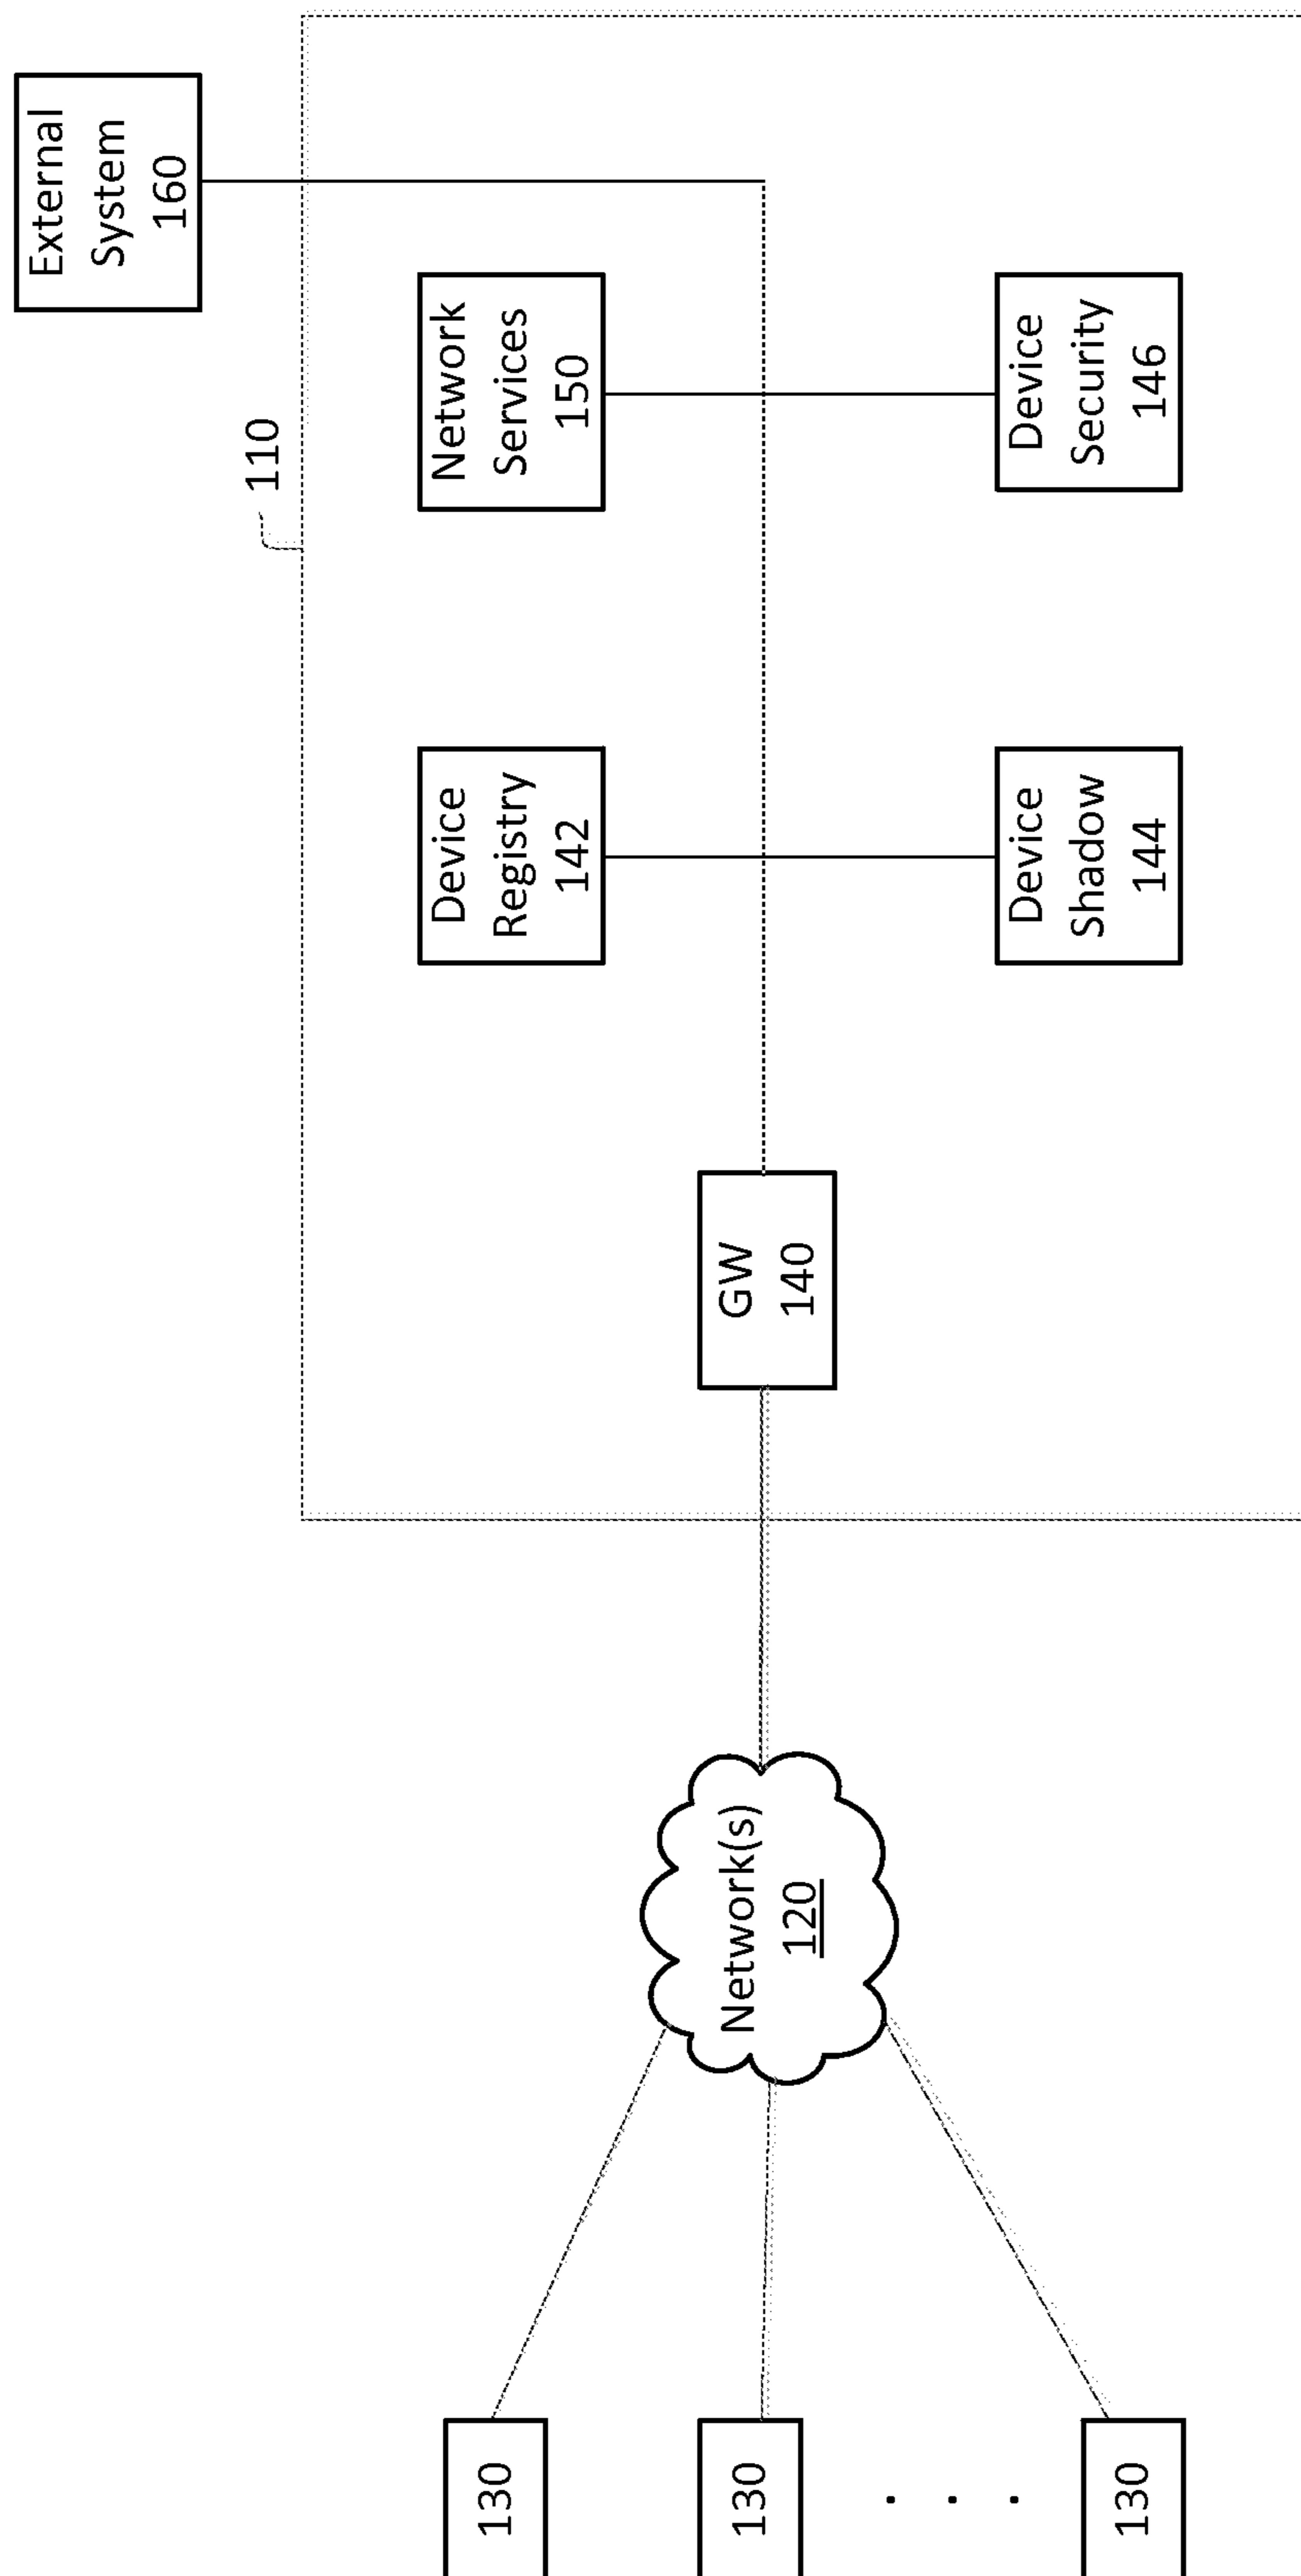 External
System
160
110
Network
Services
150
Device
Registry
142
Device
Security
146
Device
Shadow
144
GW
140
Network(s)
120
130
130
. . .
130